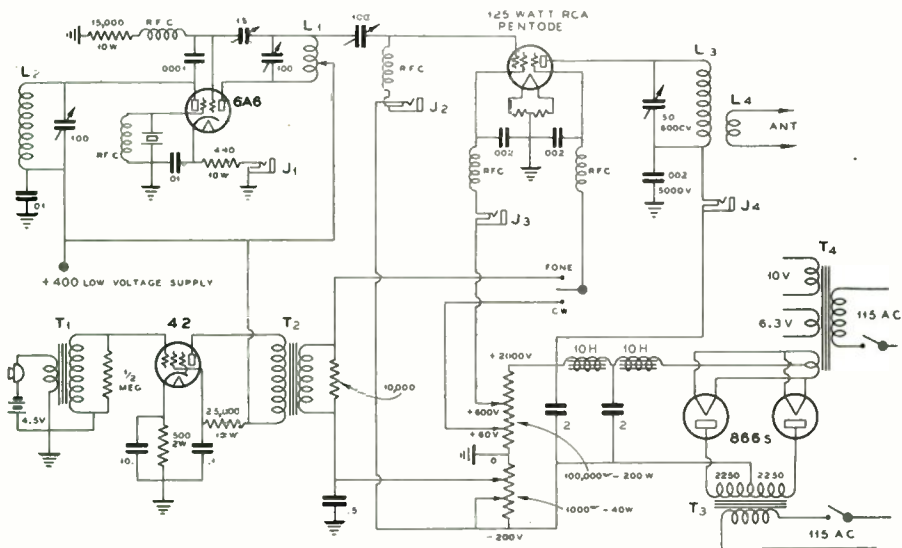 15,000
10W
RFC
.0001
15
L1
100
100
125 WATT RCA
PENTODE
L3
L2
100
6A6
RFC
J2
50
6000V
L4
ANT
RFC
.01
440
10W
J1
.002
.002
RFC
RFC
.002
5000V
.01
J3
J4
+400 LOW VOLTAGE SUPPLY
FONE
CW
T4
10V
6.3V
115 AC
T1
42
T2
10H
10H
+2000V
10,000
1/2
MEG
+600V
4.5V
25,000
500
2W
+60V
2
2
866s
.1
0
100,000~-200W
2250
2250
.5
1000~-40W
T3
-200V
115 AC